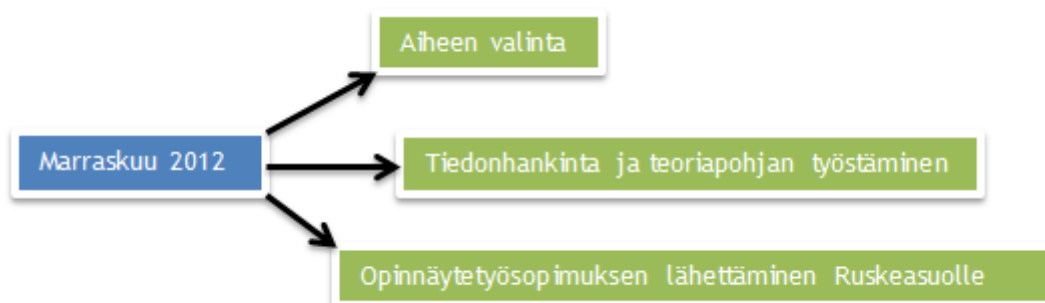 Aiheen valinta
Marraskuu 2012
Tiedonhankinta ja teoriapohjan työstäminen
Opinnäytetyösopimuksen lähettäminen Ruskeasuolle